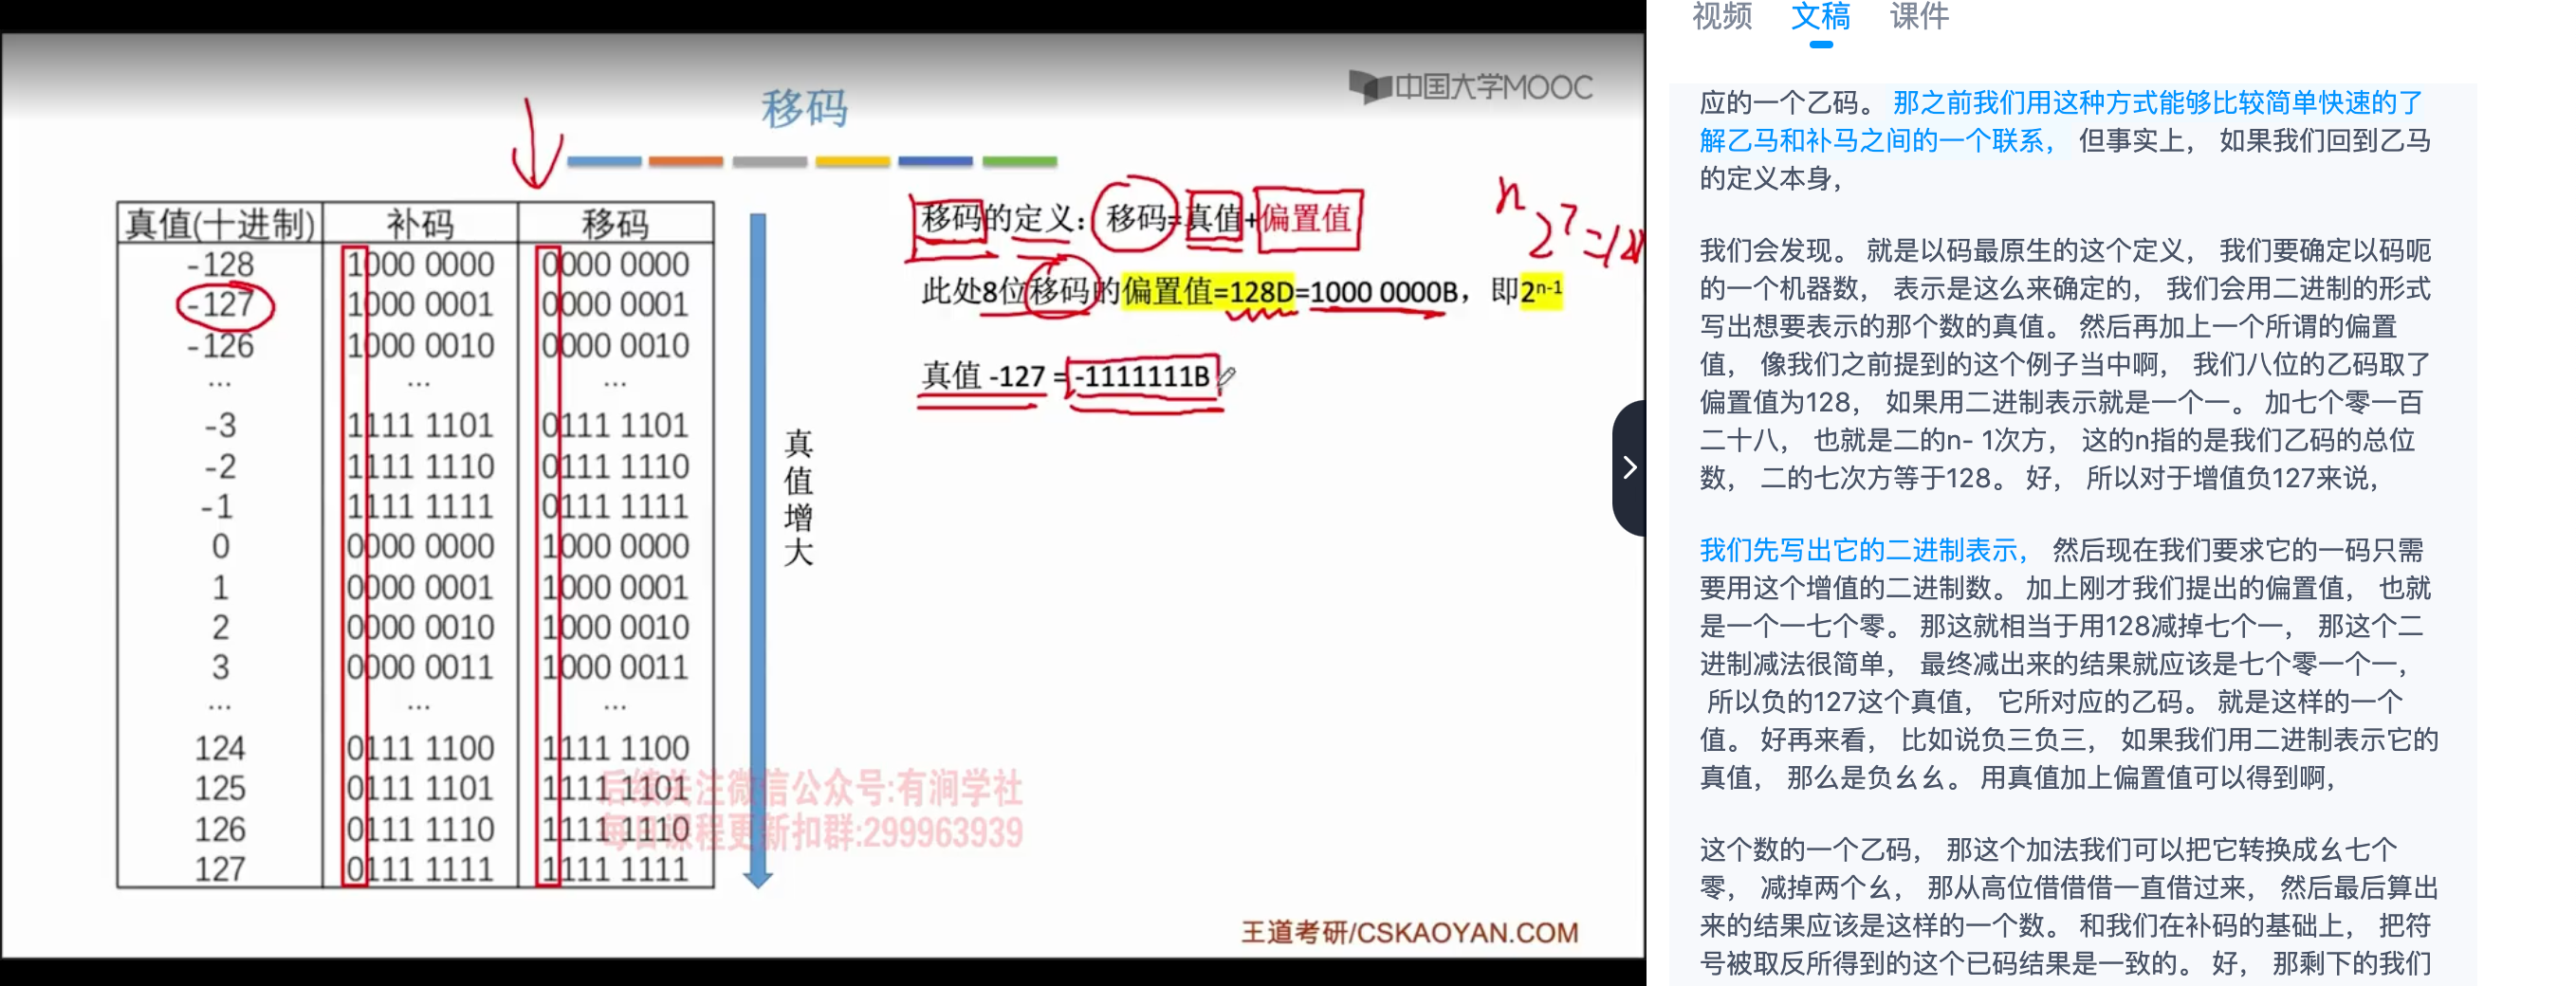 中国大学MOOC
移码
真值(十进制) 补码 移码
-128 1000 0000 0000 0000
-127 1000 0001 0000 0001
-126 1000 0010 0000 0010
... ... ...
-3 1111 1101 0111 1101
-2 1111 1110 0111 1110
-1 1111 1111 0111 1111
0 0000 0000 1000 0000
1 0000 0001 1000 0001
2 0000 0010 1000 0010
3 0000 0011 1000 0011
... ... ...
124 0111 1100 1111 1100
125 0111 1101 1111 1101
126 0111 1110 1111 1110
127 0111 1111 1111 1111
真值增大
移码的定义：移码=真值+偏置值
n
2⁷=128
此处8位移码的偏置值=128D=1000 0000B，即2ⁿ⁻¹
真值 -127 = -1111111B
后续关注微信公众号:有涧学社
每日课程更新扣群:299963939
王道考研/CSKAOYAN.COM
视频 文稿 课件
应的一个乙码。 那之前我们用这种方式能够比较简单快速的了
解乙马和补马之间的一个联系， 但事实上， 如果我们回到乙马
的定义本身，
我们会发现。 就是以码最原生的这个定义， 我们要确定以码呃
的一个机器数， 表示是这么来确定的， 我们会用二进制的形式
写出想要表示的那个数的真值。 然后再加上一个所谓的偏置
值， 像我们之前提到的这个例子当中啊， 我们八位的乙码取了
偏置值为128， 如果用二进制表示就是一个一。 加七个零一百
二十八， 也就是二的n- 1次方， 这的n指的是我们乙码的总位
数， 二的七次方等于128。 好， 所以对于增值负127来说，
我们先写出它的二进制表示， 然后现在我们要求它的一码只需
要用这个增值的二进制数。 加上刚才我们提出的偏置值， 也就
是一个一七个零。 那这就相当于用128减掉七个一， 那这个二
进制减法很简单， 最终减出来的结果就应该是七个零一个一，
所以负的127这个真值， 它所对应的乙码。 就是这样的一个
值。 好再来看， 比如说负三负三， 如果我们用二进制表示它的
真值， 那么是负幺幺。 用真值加上偏置值可以得到啊，
这个数的一个乙码， 那这个加法我们可以把它转换成幺七个
零， 减掉两个幺， 那从高位借借借一直借过来， 然后最后算出
来的结果应该是这样的一个数。 和我们在补码的基础上， 把符
号被取反所得到的这个已码结果是一致的。 好， 那剩下的我们